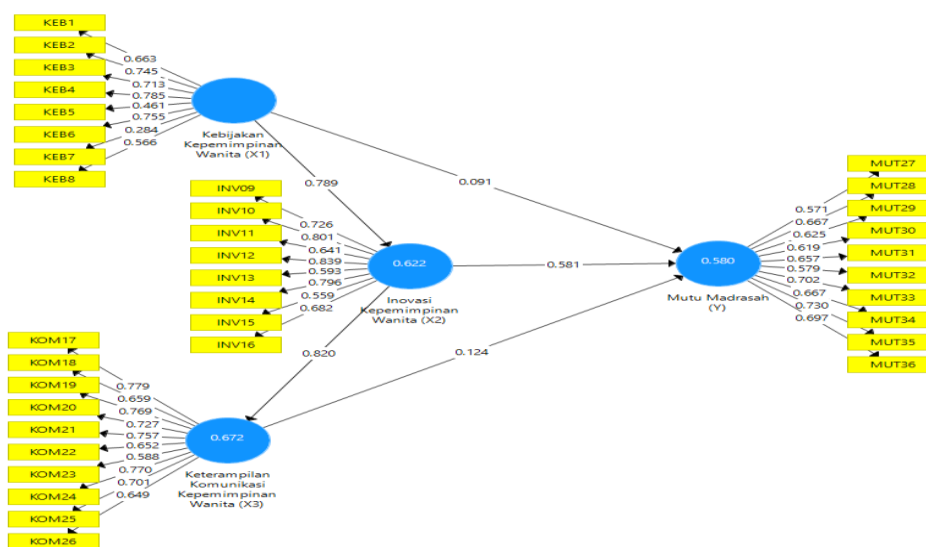 KEB1
KEB2
KEB3
KEB4
KEB5
KEB6
KEB7
KEB8
0.663
0.745
0.713
0.785
0.461
0.755
0.284
0.566
Kebijakan
Kepemimpinan
Wanita (X1)
0.789
0.091
INV09
INV10
INV11
INV12
INV13
INV14
INV15
INV16
0.726
0.801
0.641
0.839
0.593
0.796
0.559
0.682
0.622
Inovasi
Kepemimpinan
Wanita (X2)
0.581
0.820
0.124
KOM17
KOM18
KOM19
KOM20
KOM21
KOM22
KOM23
KOM24
KOM25
KOM26
0.779
0.659
0.769
0.727
0.757
0.652
0.588
0.770
0.701
0.649
0.672
Keterampilan
Komunikasi
Kepemimpinan
Wanita (X3)
0.580
Mutu Madrasah
(Y)
0.571
0.667
0.625
0.619
0.657
0.579
0.702
0.667
0.730
0.697
MUT27
MUT28
MUT29
MUT30
MUT31
MUT32
MUT33
MUT34
MUT35
MUT36